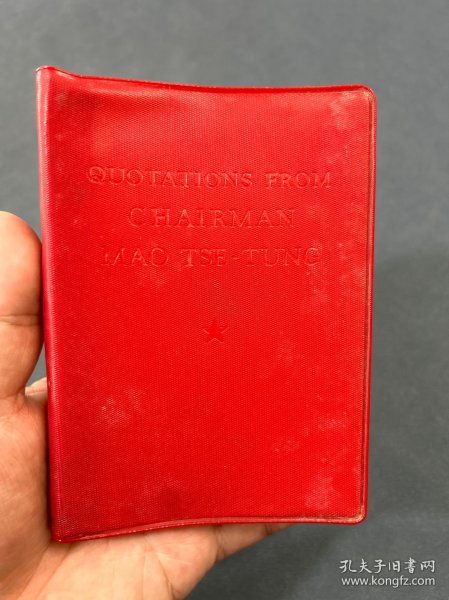 QUOTATIONS FROM
CHAIRMAN
MAO TSE-TUNG
孔夫子旧书网
www.kongfz.com